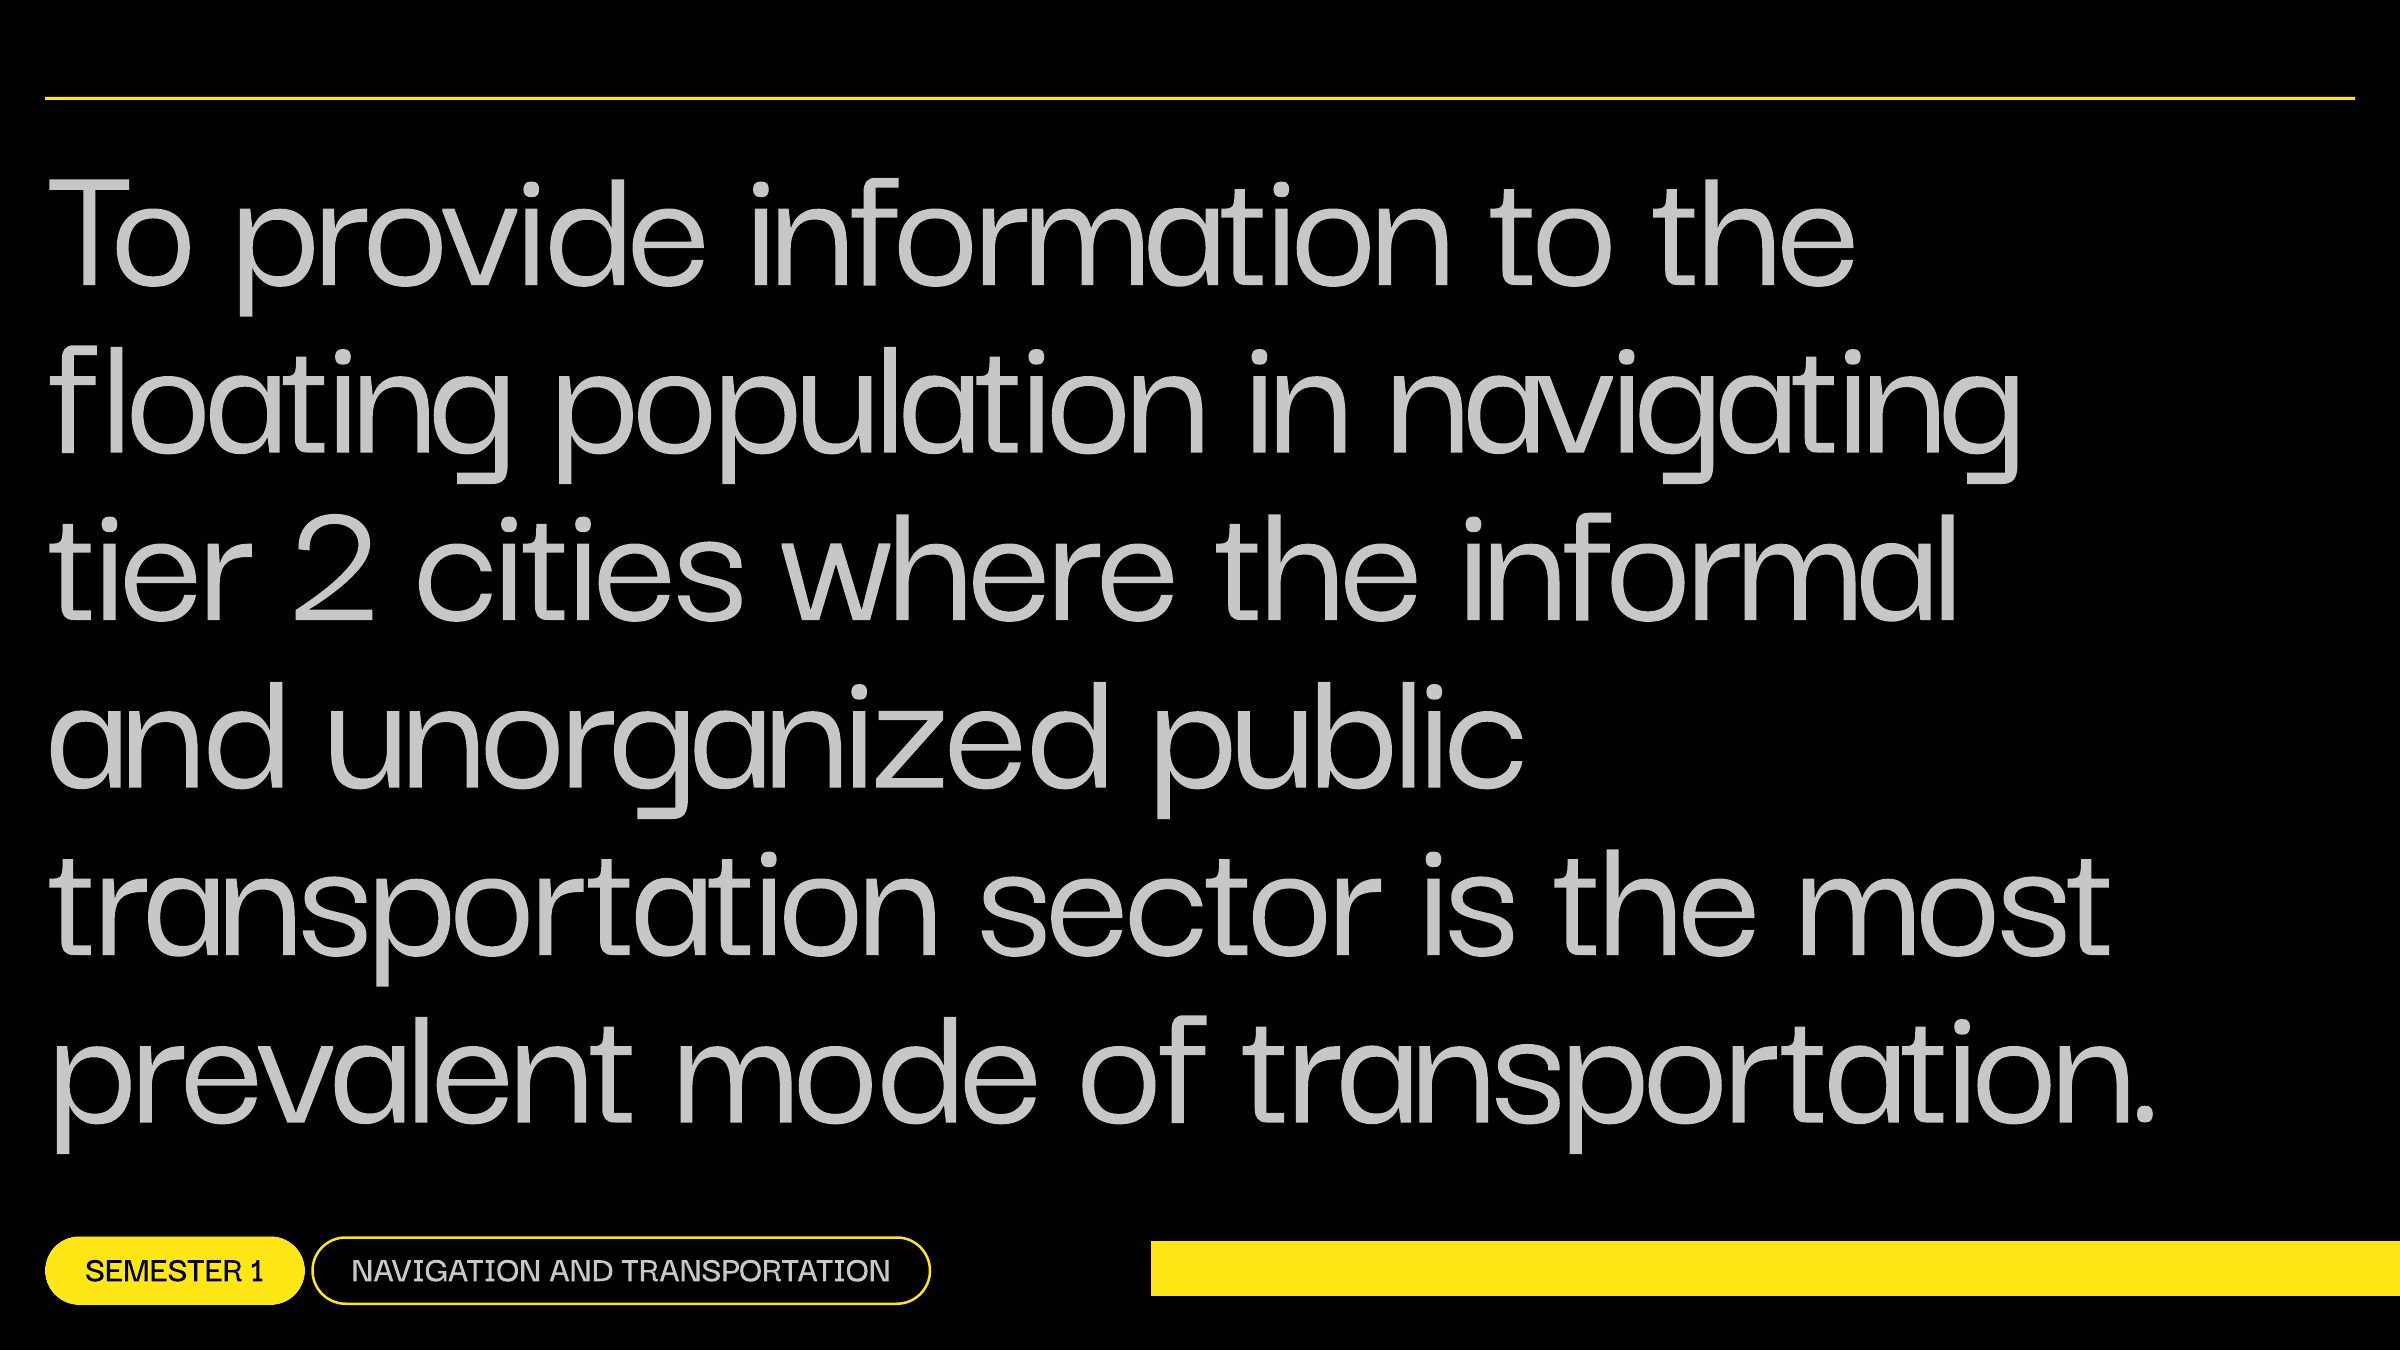 To provide information to the
floating population in navigating
tier 2 cities where the informal
and unorganized public
transportation sector is the most
prevalent mode of transportation.
SEMESTER 1
NAVIGATION AND TRANSPORTATION